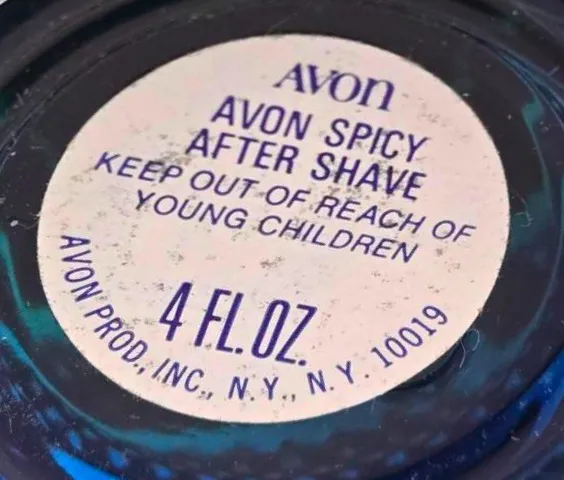 AVON
AVON SPICY
AFTER SHAVE
KEEP OUT OF REACH OF
YOUNG CHILDREN
4 FL. OZ.
AVON PROD., INC., N.Y., N.Y. 10019